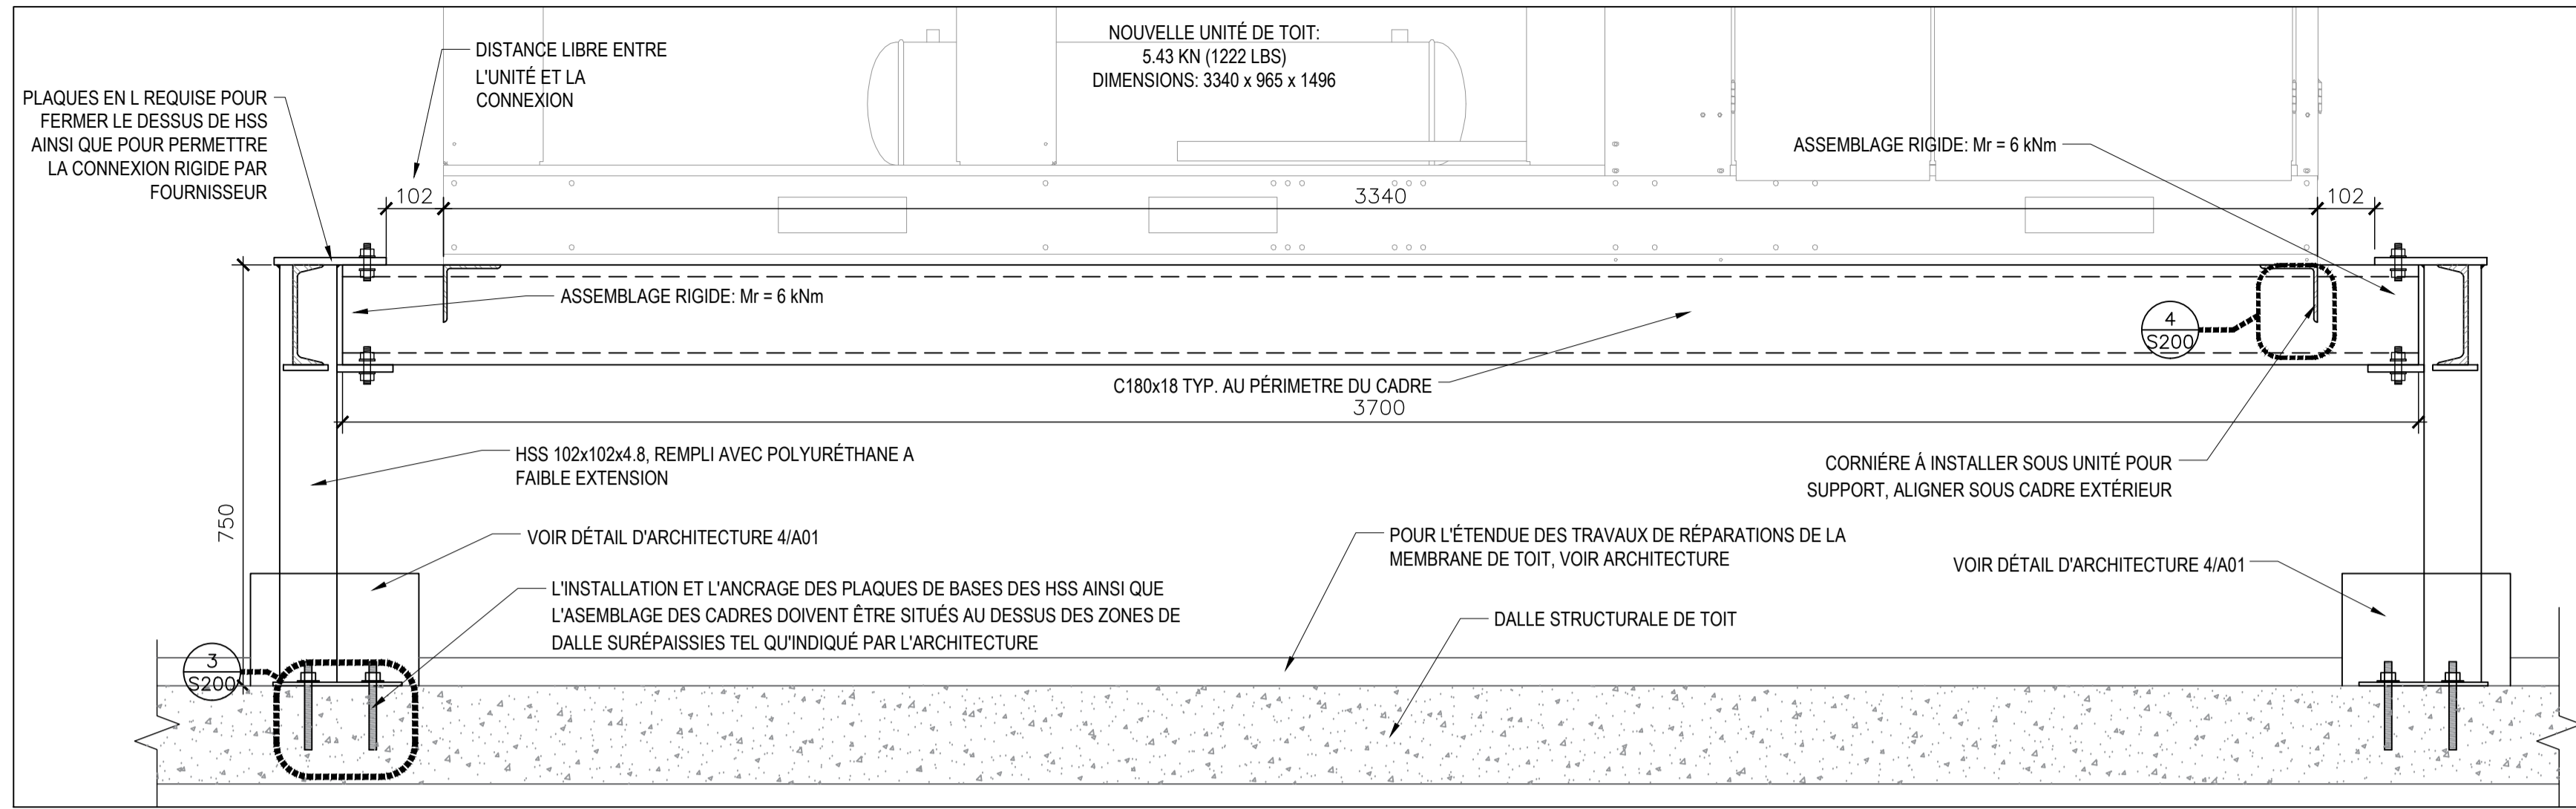 NOUVELLE UNITÉ DE TOIT:
5.43 KN (1222 LBS)
DIMENSIONS: 3340 x 965 x 1496
DISTANCE LIBRE ENTRE
L'UNITÉ ET LA
CONNEXION
PLAQUES EN L REQUISE POUR
FERMER LE DESSUS DE HSS
AINSI QUE POUR PERMETTRE
LA CONNEXION RIGIDE PAR
FOURNISSEUR
ASSEMBLAGE RIGIDE: Mr = 6 kNm
102
3340
102
ASSEMBLAGE RIGIDE: Mr = 6 kNm
4
S200
C180x18 TYP. AU PÉRIMETRE DU CADRE
3700
HSS 102x102x4.8, REMPLI AVEC POLYURÉTHANE A
FAIBLE EXTENSION
CORNIÉRE Á INSTALLER SOUS UNITÉ POUR
SUPPORT, ALIGNER SOUS CADRE EXTÉRIEUR
750
VOIR DÉTAIL D'ARCHITECTURE 4/A01
POUR L'ÉTENDUE DES TRAVAUX DE RÉPARATIONS DE LA
MEMBRANE DE TOIT, VOIR ARCHITECTURE
VOIR DÉTAIL D'ARCHITECTURE 4/A01
L'INSTALLATION ET L'ANCRAGE DES PLAQUES DE BASES DES HSS AINSI QUE
L'ASEMBLAGE DES CADRES DOIVENT ÊTRE SITUÉS AU DESSUS DES ZONES DE
DALLE SURÉPAISSIES TEL QU'INDIQUÉ PAR L'ARCHITECTURE
DALLE STRUCTURALE DE TOIT
3
S200